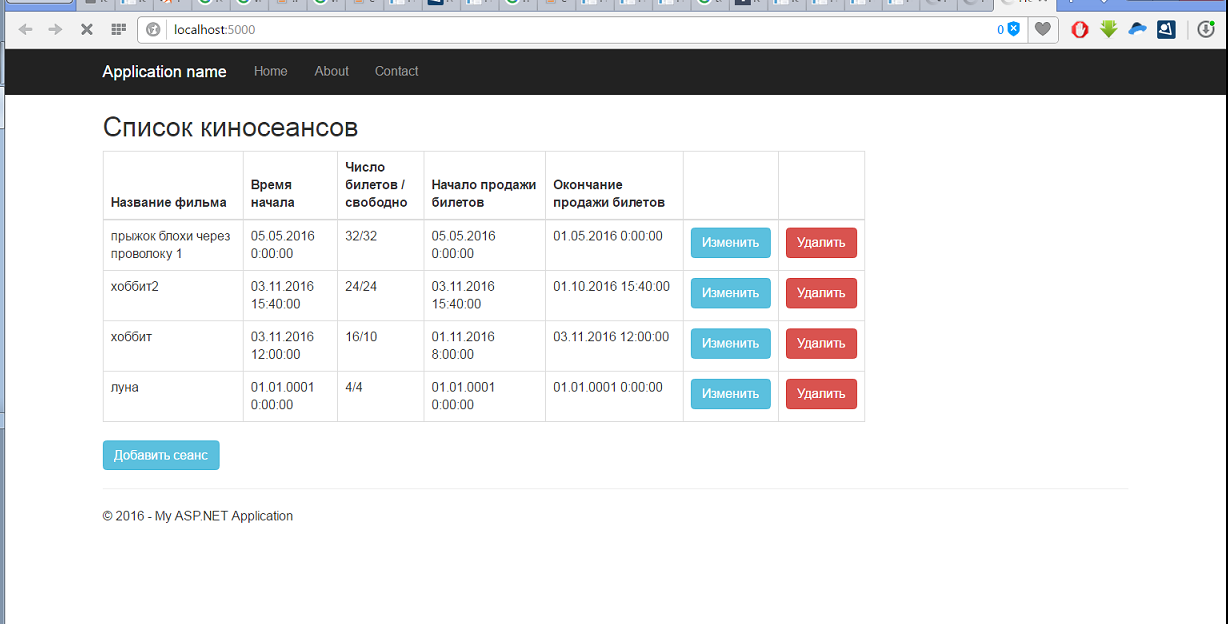 localhost:5000
0
Application name Home About Contact
Список киносеансов
Название фильма
Время
начала
Число
билетов /
свободно
Начало продажи
билетов
Окончание
продажи билетов
прыжок блохи через
проволоку 1
05.05.2016
0:00:00
32/32
05.05.2016
0:00:00
01.05.2016 0:00:00
Изменить
Удалить
хоббит2
03.11.2016
15:40:00
24/24
03.11.2016
15:40:00
01.10.2016 15:40:00
Изменить
Удалить
хоббит
03.11.2016
12:00:00
16/10
01.11.2016
8:00:00
03.11.2016 12:00:00
Изменить
Удалить
луна
01.01.0001
0:00:00
4/4
01.01.0001
0:00:00
01.01.0001 0:00:00
Изменить
Удалить
Добавить сеанс
© 2016 - My ASP.NET Application